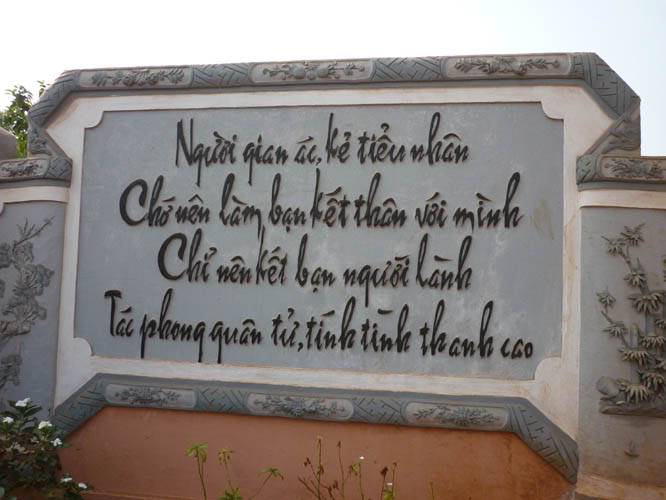 Người gian ác, kẻ tiểu nhân
Chớ nên làm bạn kết thân với mình
Chỉ nên kết bạn người lành
Tác phong quân tử, tính tình thanh cao